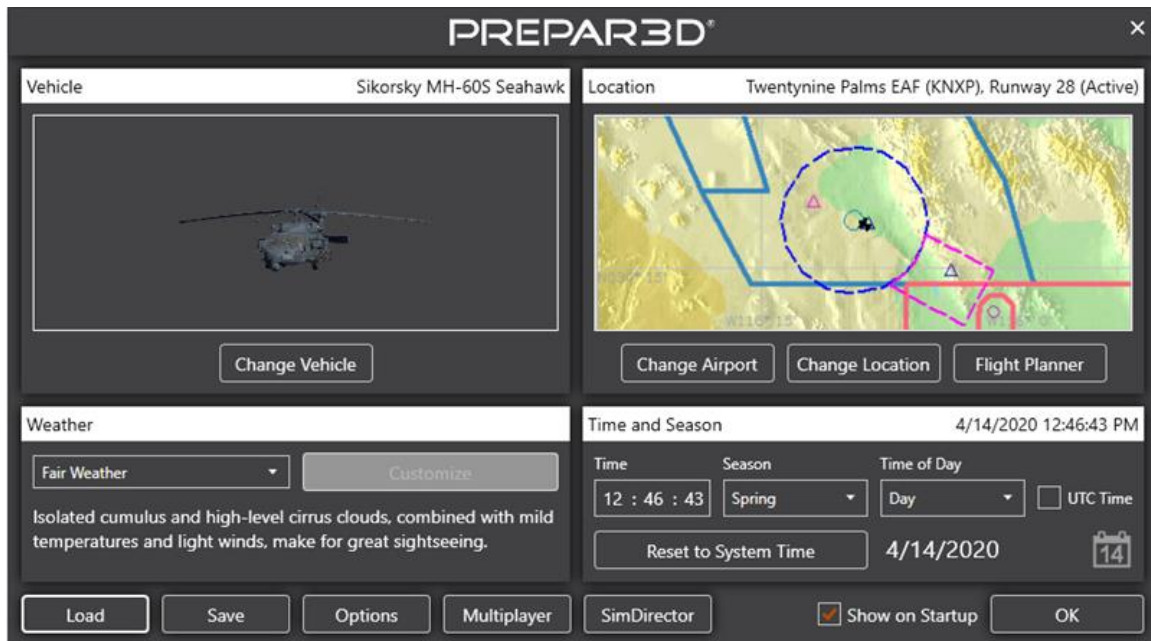 PREPAR3D®
Vehicle
Sikorsky MH-60S Seahawk
Change Vehicle
Location
Twentynine Palms EAF (KNXP), Runway 28 (Active)
W116° 15'
Change Airport
Change Location
Flight Planner
Weather
Fair Weather
Customize
Isolated cumulus and high-level cirrus clouds, combined with mild
temperatures and light winds, make for great sightseeing.
Time and Season
4/14/2020 12:46:43 PM
Time
Season
Time of Day
12 : 46 : 43
Spring
Day
UTC Time
Reset to System Time
4/14/2020
14
Load
Save
Options
Multiplayer
SimDirector
Show on Startup
OK